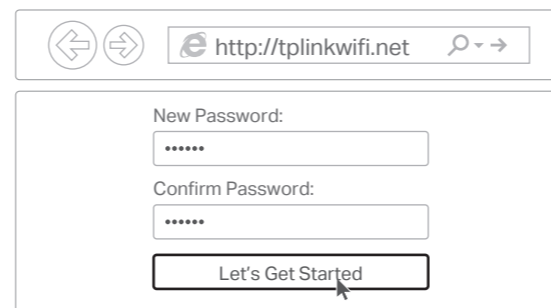 http://tplinkwifi.net
New Password:
••••••
Confirm Password:
••••••
Let's Get Started